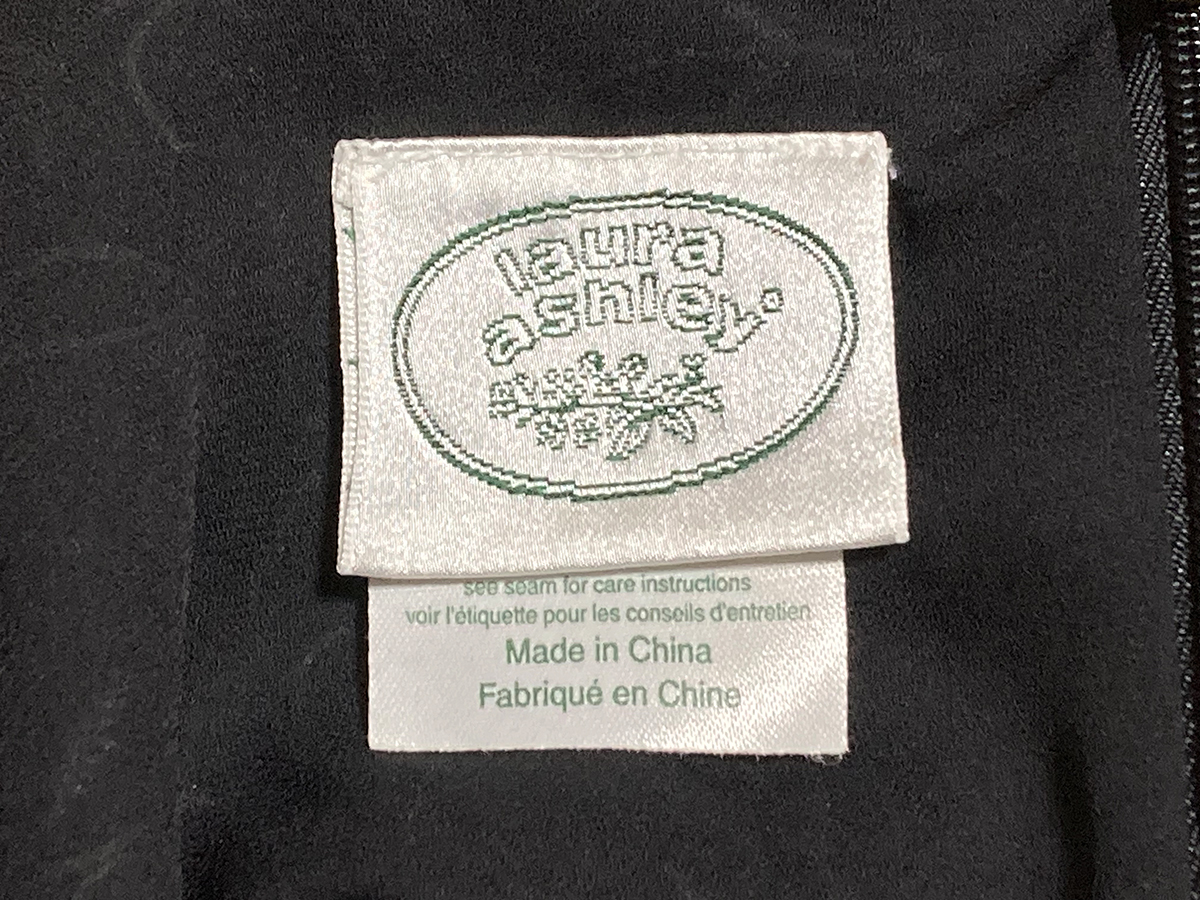 laura
ashley
see seam for care instructions
voir l'étiquette pour les conseils d'entretien
Made in China
Fabriqué en Chine